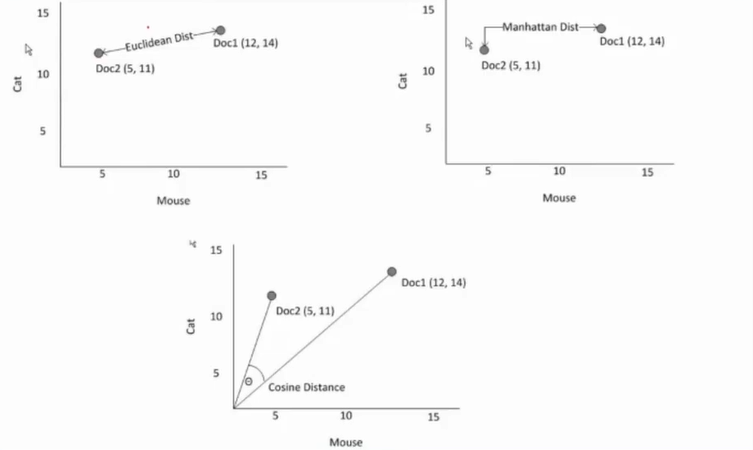 15
Euclidean Dist
Doc1 (12, 14)
Doc2 (5, 11)
10
Cat
5
5
10
15
Mouse
15
Manhattan Dist
Doc1 (12, 14)
Doc2 (5, 11)
10
Cat
5
5
10
15
Mouse
15
Doc1 (12, 14)
Doc2 (5, 11)
10
Cat
5
Θ
Cosine Distance
5
10
15
Mouse